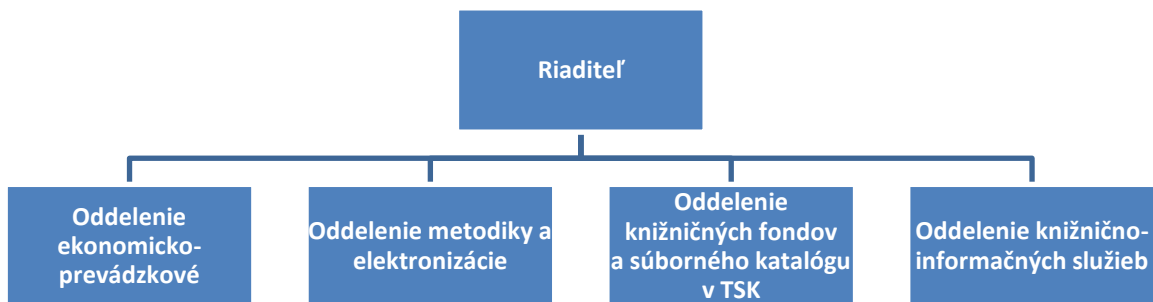 Riaditeľ
Oddelenie
ekonomicko-
prevádzkové
Oddelenie metodiky a
elektronizácie
Oddelenie
knižničných fondov
a súborného katalógu
v TSK
Oddelenie knižnično-
informačných služieb